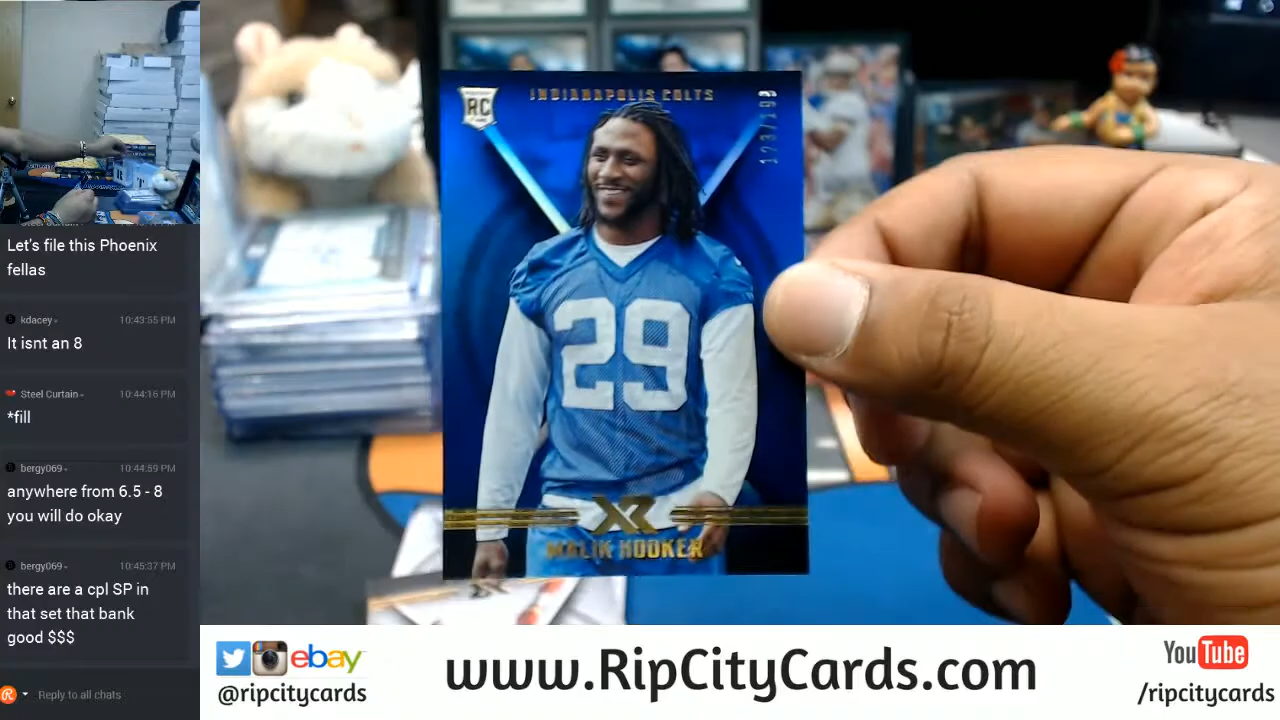 Let's file this Phoenix
fellas
kdacey
10:43:55 PM
It isnt an 8
Steel Curtain
10:44:16 PM
*fill
bergy069
10:44:59 PM
anywhere from 6.5 - 8
you will do okay
bergy069
10:45:37 PM
there are a cpl SP in
that set that bank
good $$$
Reply to all chats
RC
INDIANAPOLIS COLTS
123/199
29
XR
MALIK HOOKER
ebay
@ripcitycards
www.RipCityCards.com
YouTube
/ripcitycards